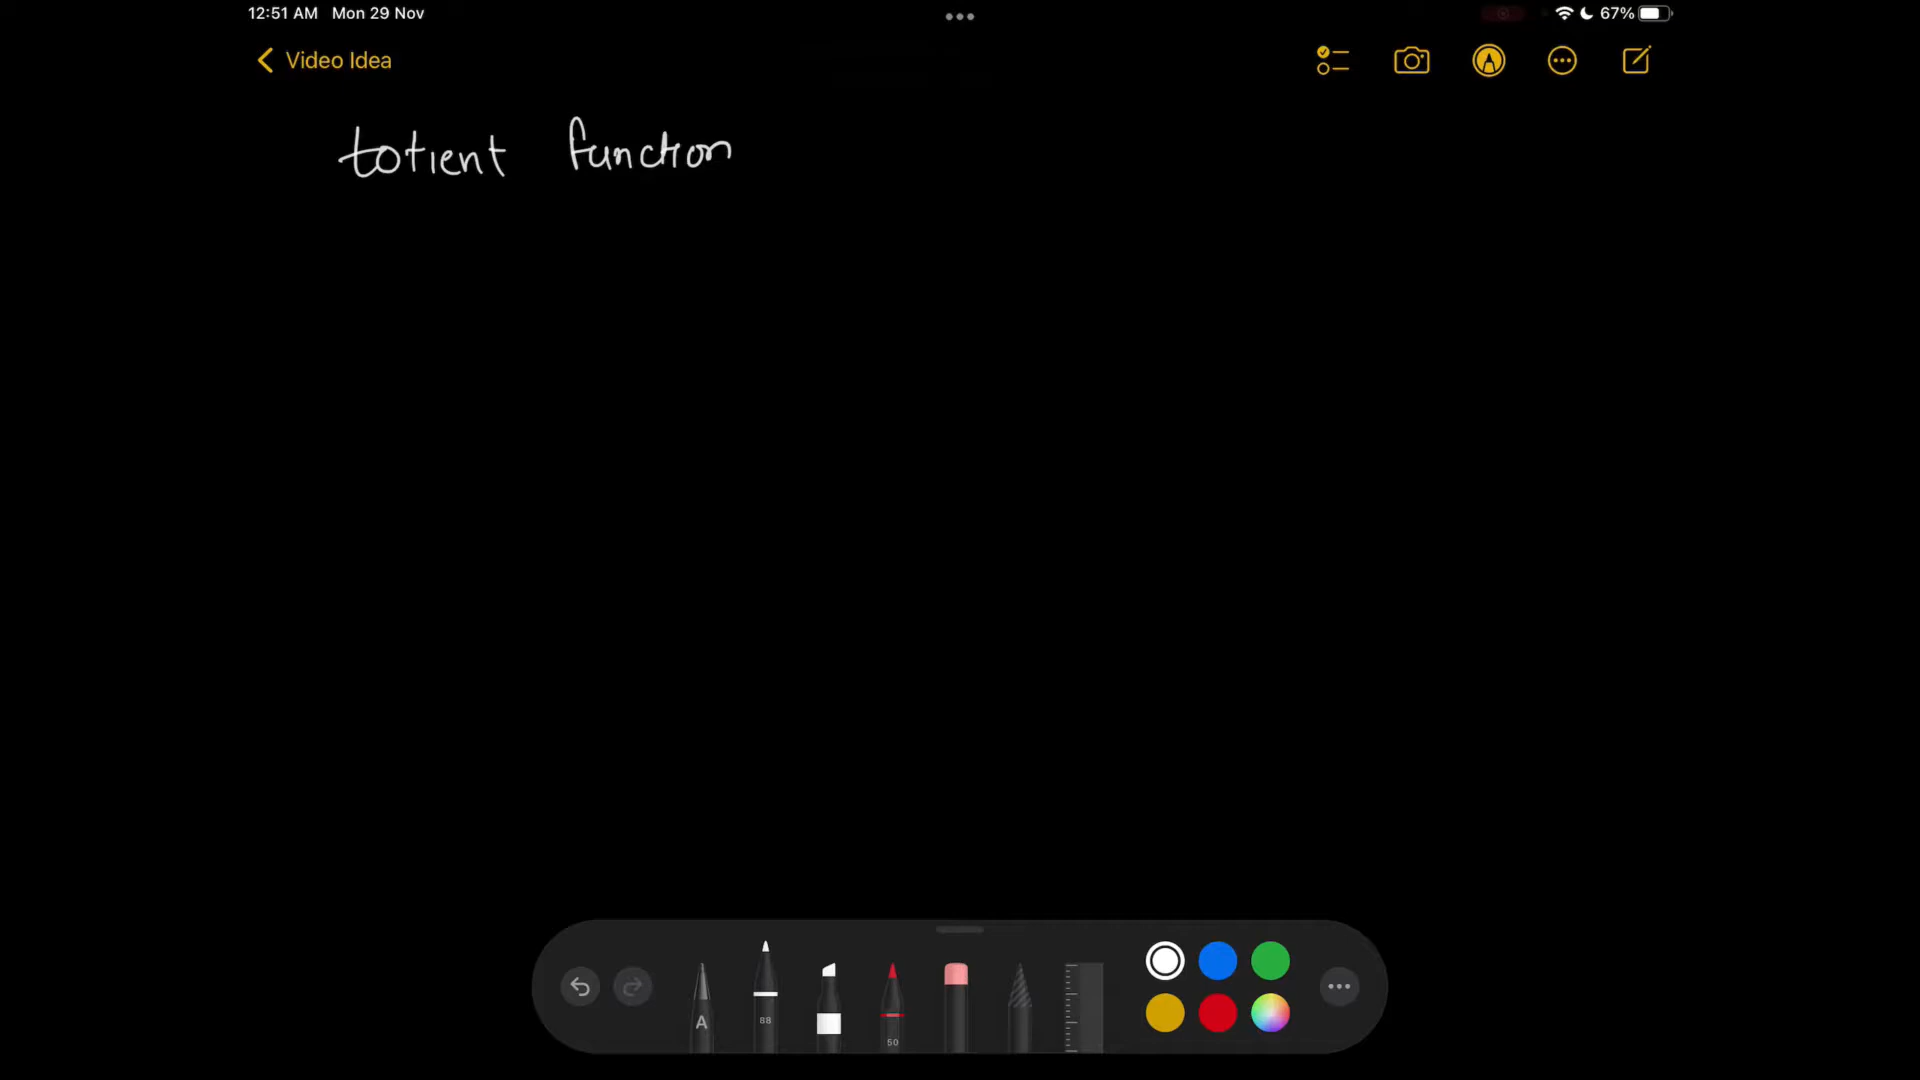 12:51 AM Mon 29 Nov
67%
Video Idea
totient function
A
88
50